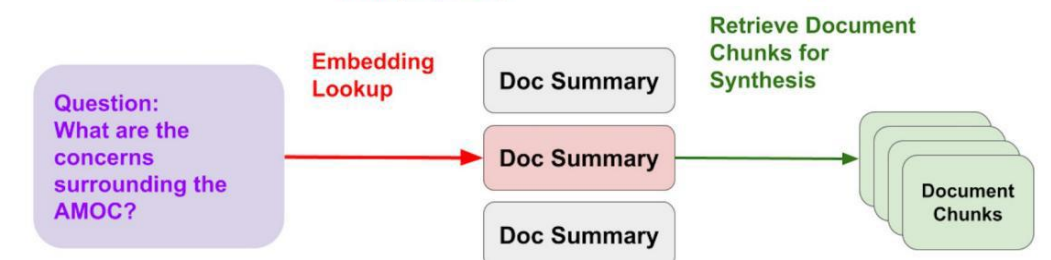 Question:
What are the
concerns
surrounding the
AMOC?
Embedding
Lookup
Doc Summary
Doc Summary
Doc Summary
Retrieve Document
Chunks for
Synthesis
Document
Chunks